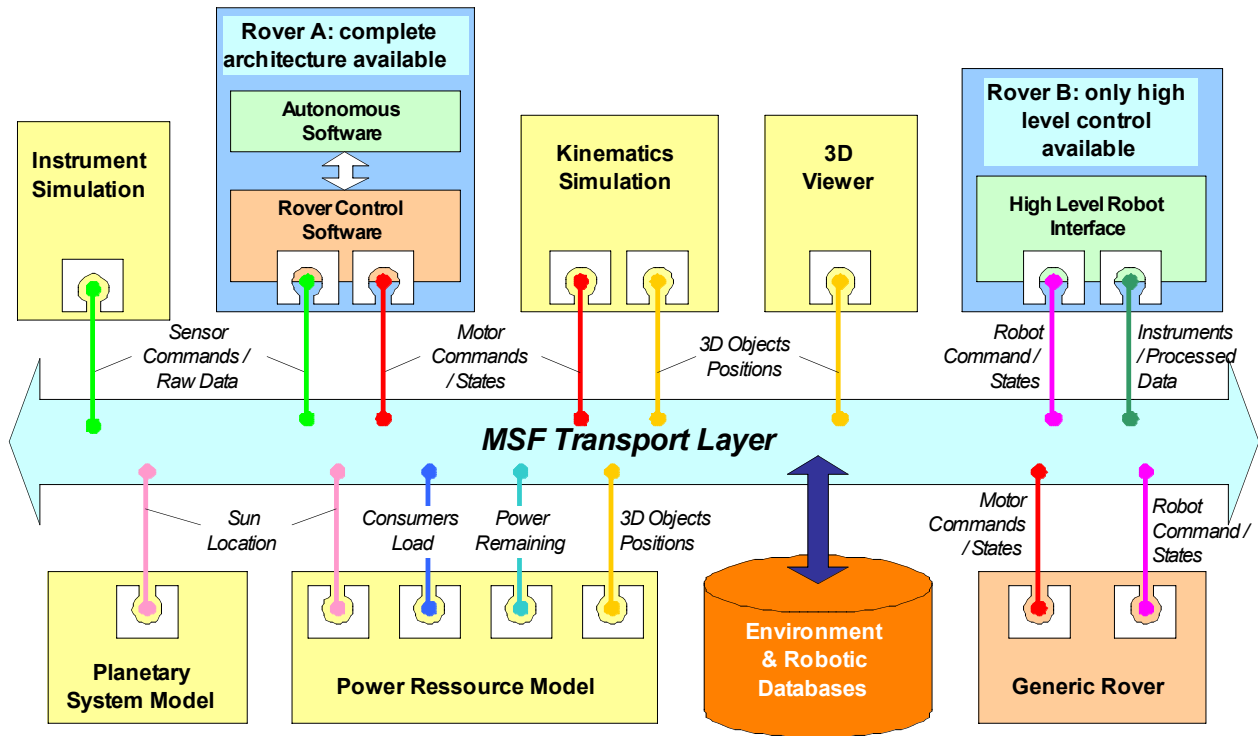 Rover A: complete
architecture available
Autonomous
Software
Rover Control
Software
Instrument
Simulation
Kinematics
Simulation
3D
Viewer
Rover B: only high
level control
available
High Level Robot
Interface
Sensor
Commands /
Raw Data
Motor
Commands
/ States
3D Objects
Positions
Robot
Command /
States
Instruments
/ Processed
Data
MSF Transport Layer
Sun
Location
Consumers
Load
Power
Remaining
3D Objects
Positions
Motor
Commands
/ States
Robot
Command /
States
Planetary
System Model
Power Ressource Model
Environment
& Robotic
Databases
Generic Rover